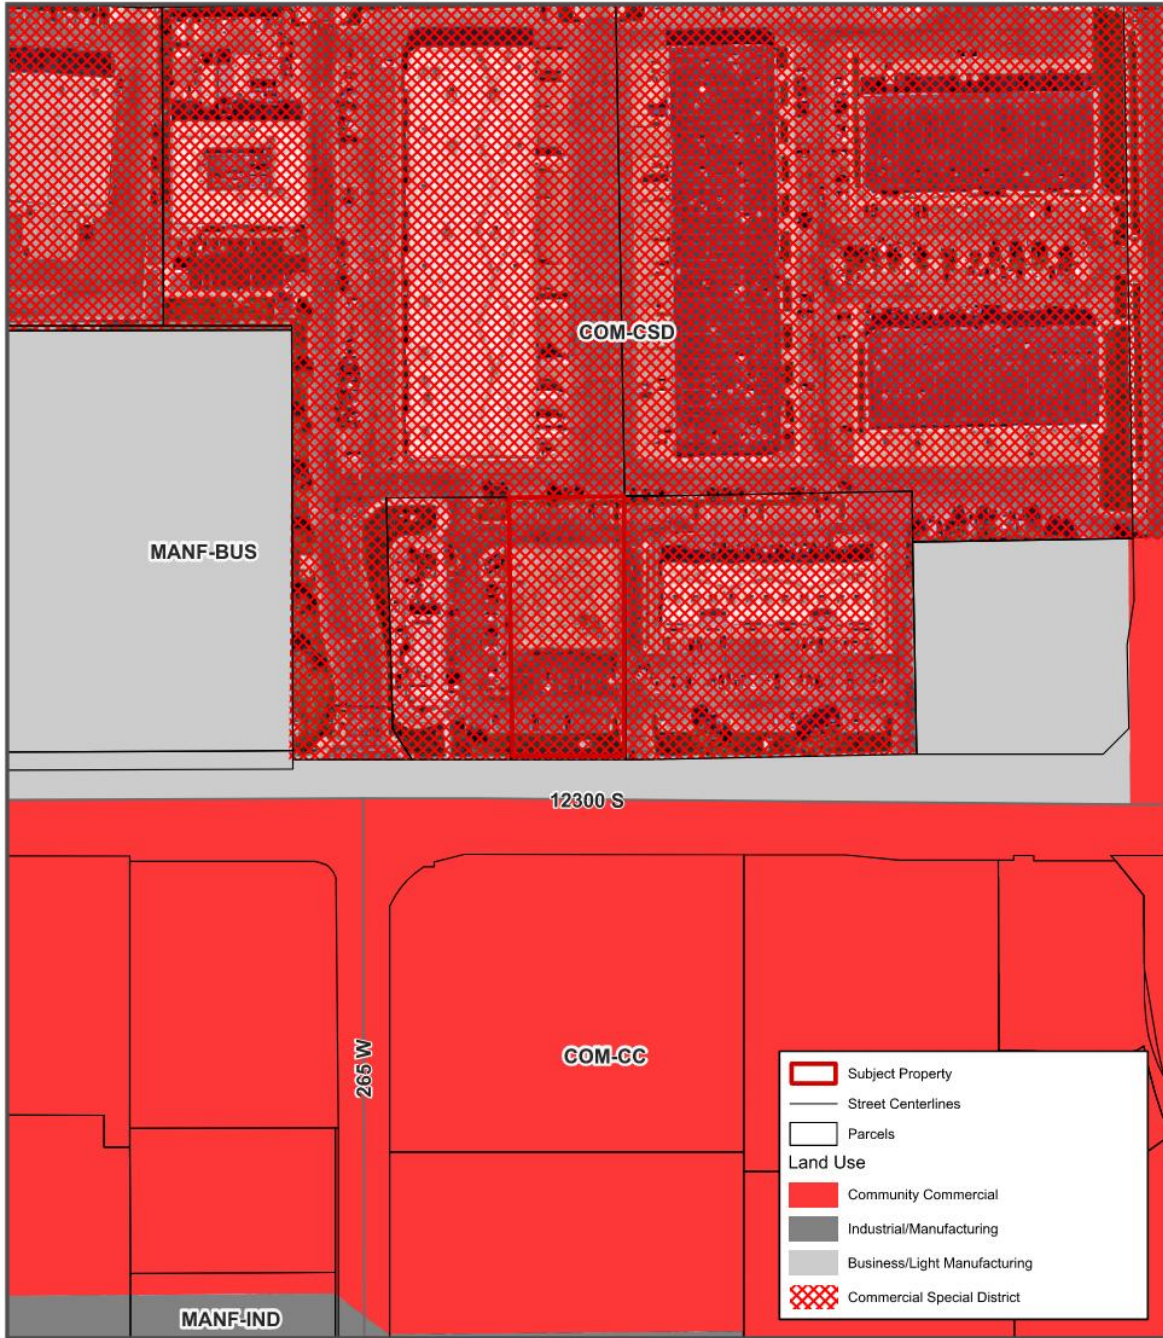 COM-CSD
MANF-BUS
12300 S
265 W
COM-CC
MANF-IND
Subject Property
Street Centerlines
Parcels
Land Use
Community Commercial
Industrial/Manufacturing
Business/Light Manufacturing
Commercial Special District